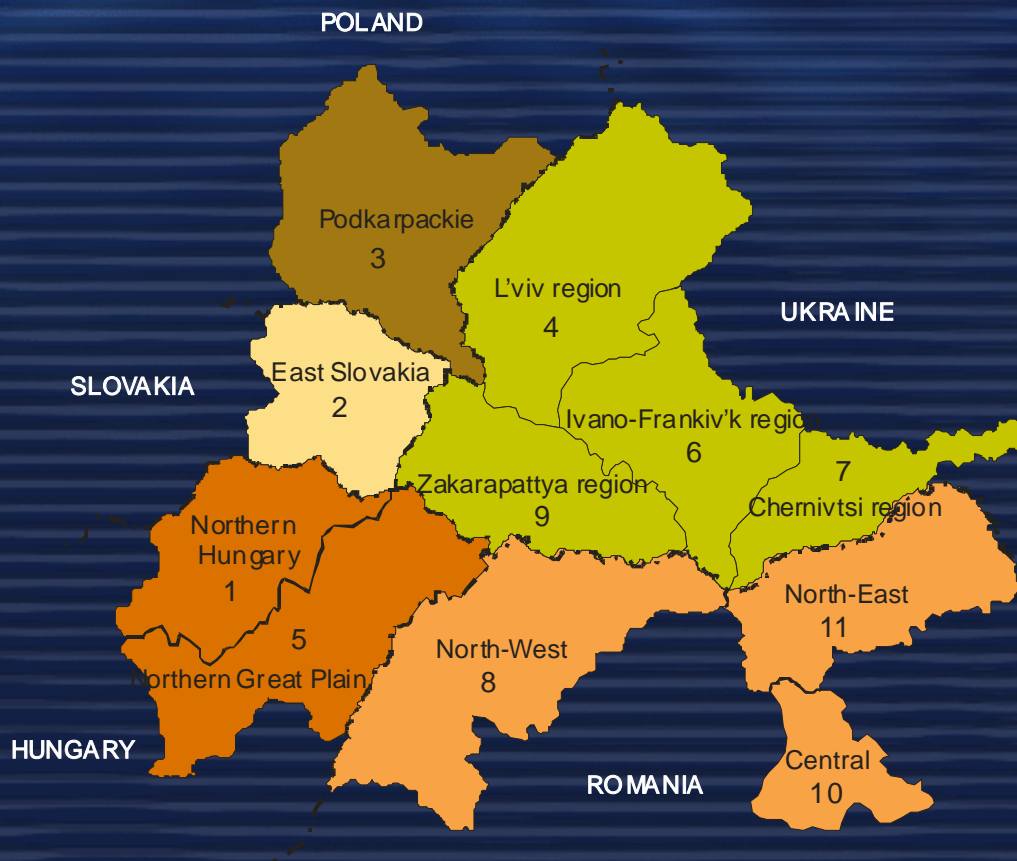 POLAND
Podkarpackie
3
L'viv region
4
UKRAINE
SLOVAKIA
East Slovakia
2
Ivano-Frankiv'k region
6
7
Chernivtsi region
Zakarapattya region
9
Northern
Hungary
1
5
Northern Great Plain
North-West
8
North-East
11
HUNGARY
ROMANIA
Central
10